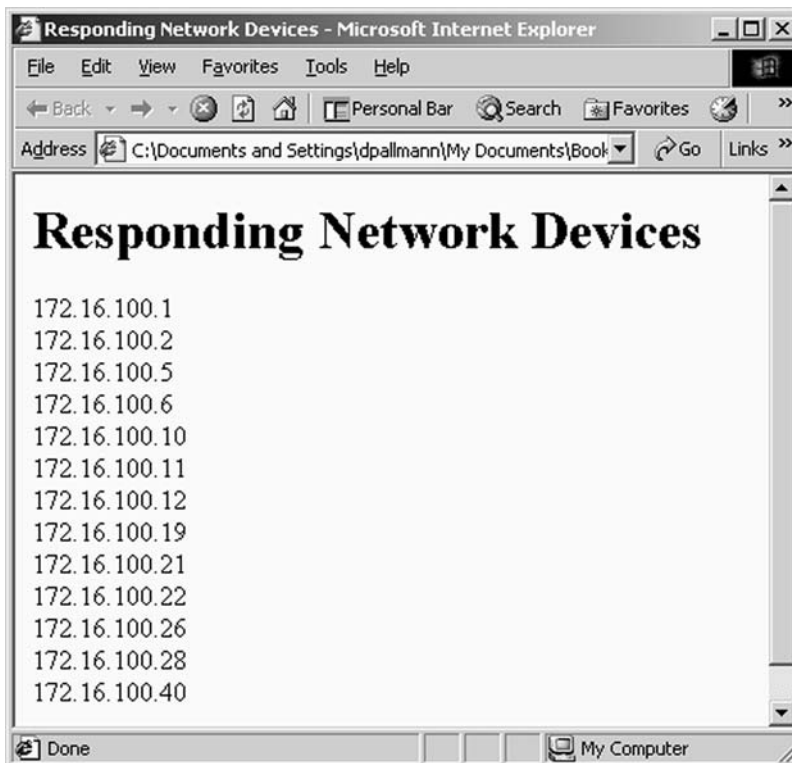 Responding Network Devices - Microsoft Internet Explorer
File Edit View Favorites Tools Help
Back Personal Bar Search Favorites »
Address C:\Documents and Settings\dpallmann\My Documents\Book Go Links »
Responding Network Devices
172.16.100.1
172.16.100.2
172.16.100.5
172.16.100.6
172.16.100.10
172.16.100.11
172.16.100.12
172.16.100.19
172.16.100.21
172.16.100.22
172.16.100.26
172.16.100.28
172.16.100.40
Done My Computer